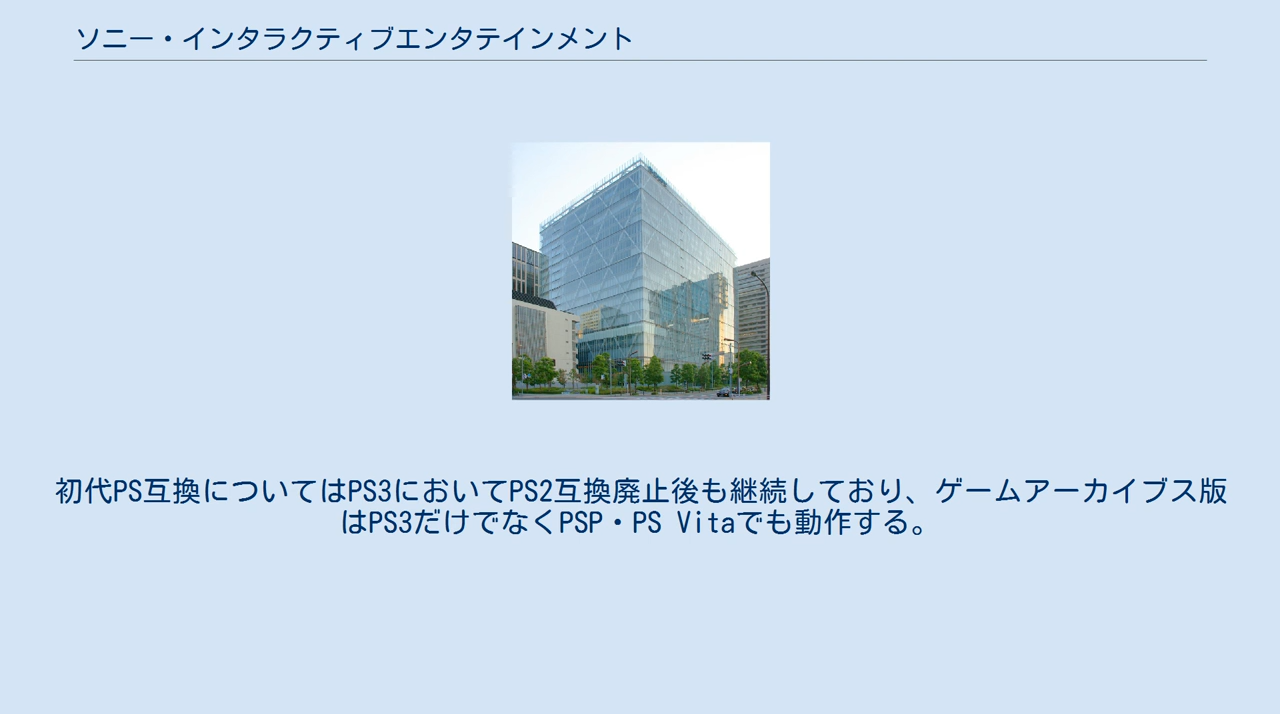 ソニー・インタラクティブエンタテインメント
初代PS互換についてはPS3においてPS2互換廃止後も継続しており、ゲームアーカイブス版
はPS3だけでなくPSP・PS Vitaでも動作する。